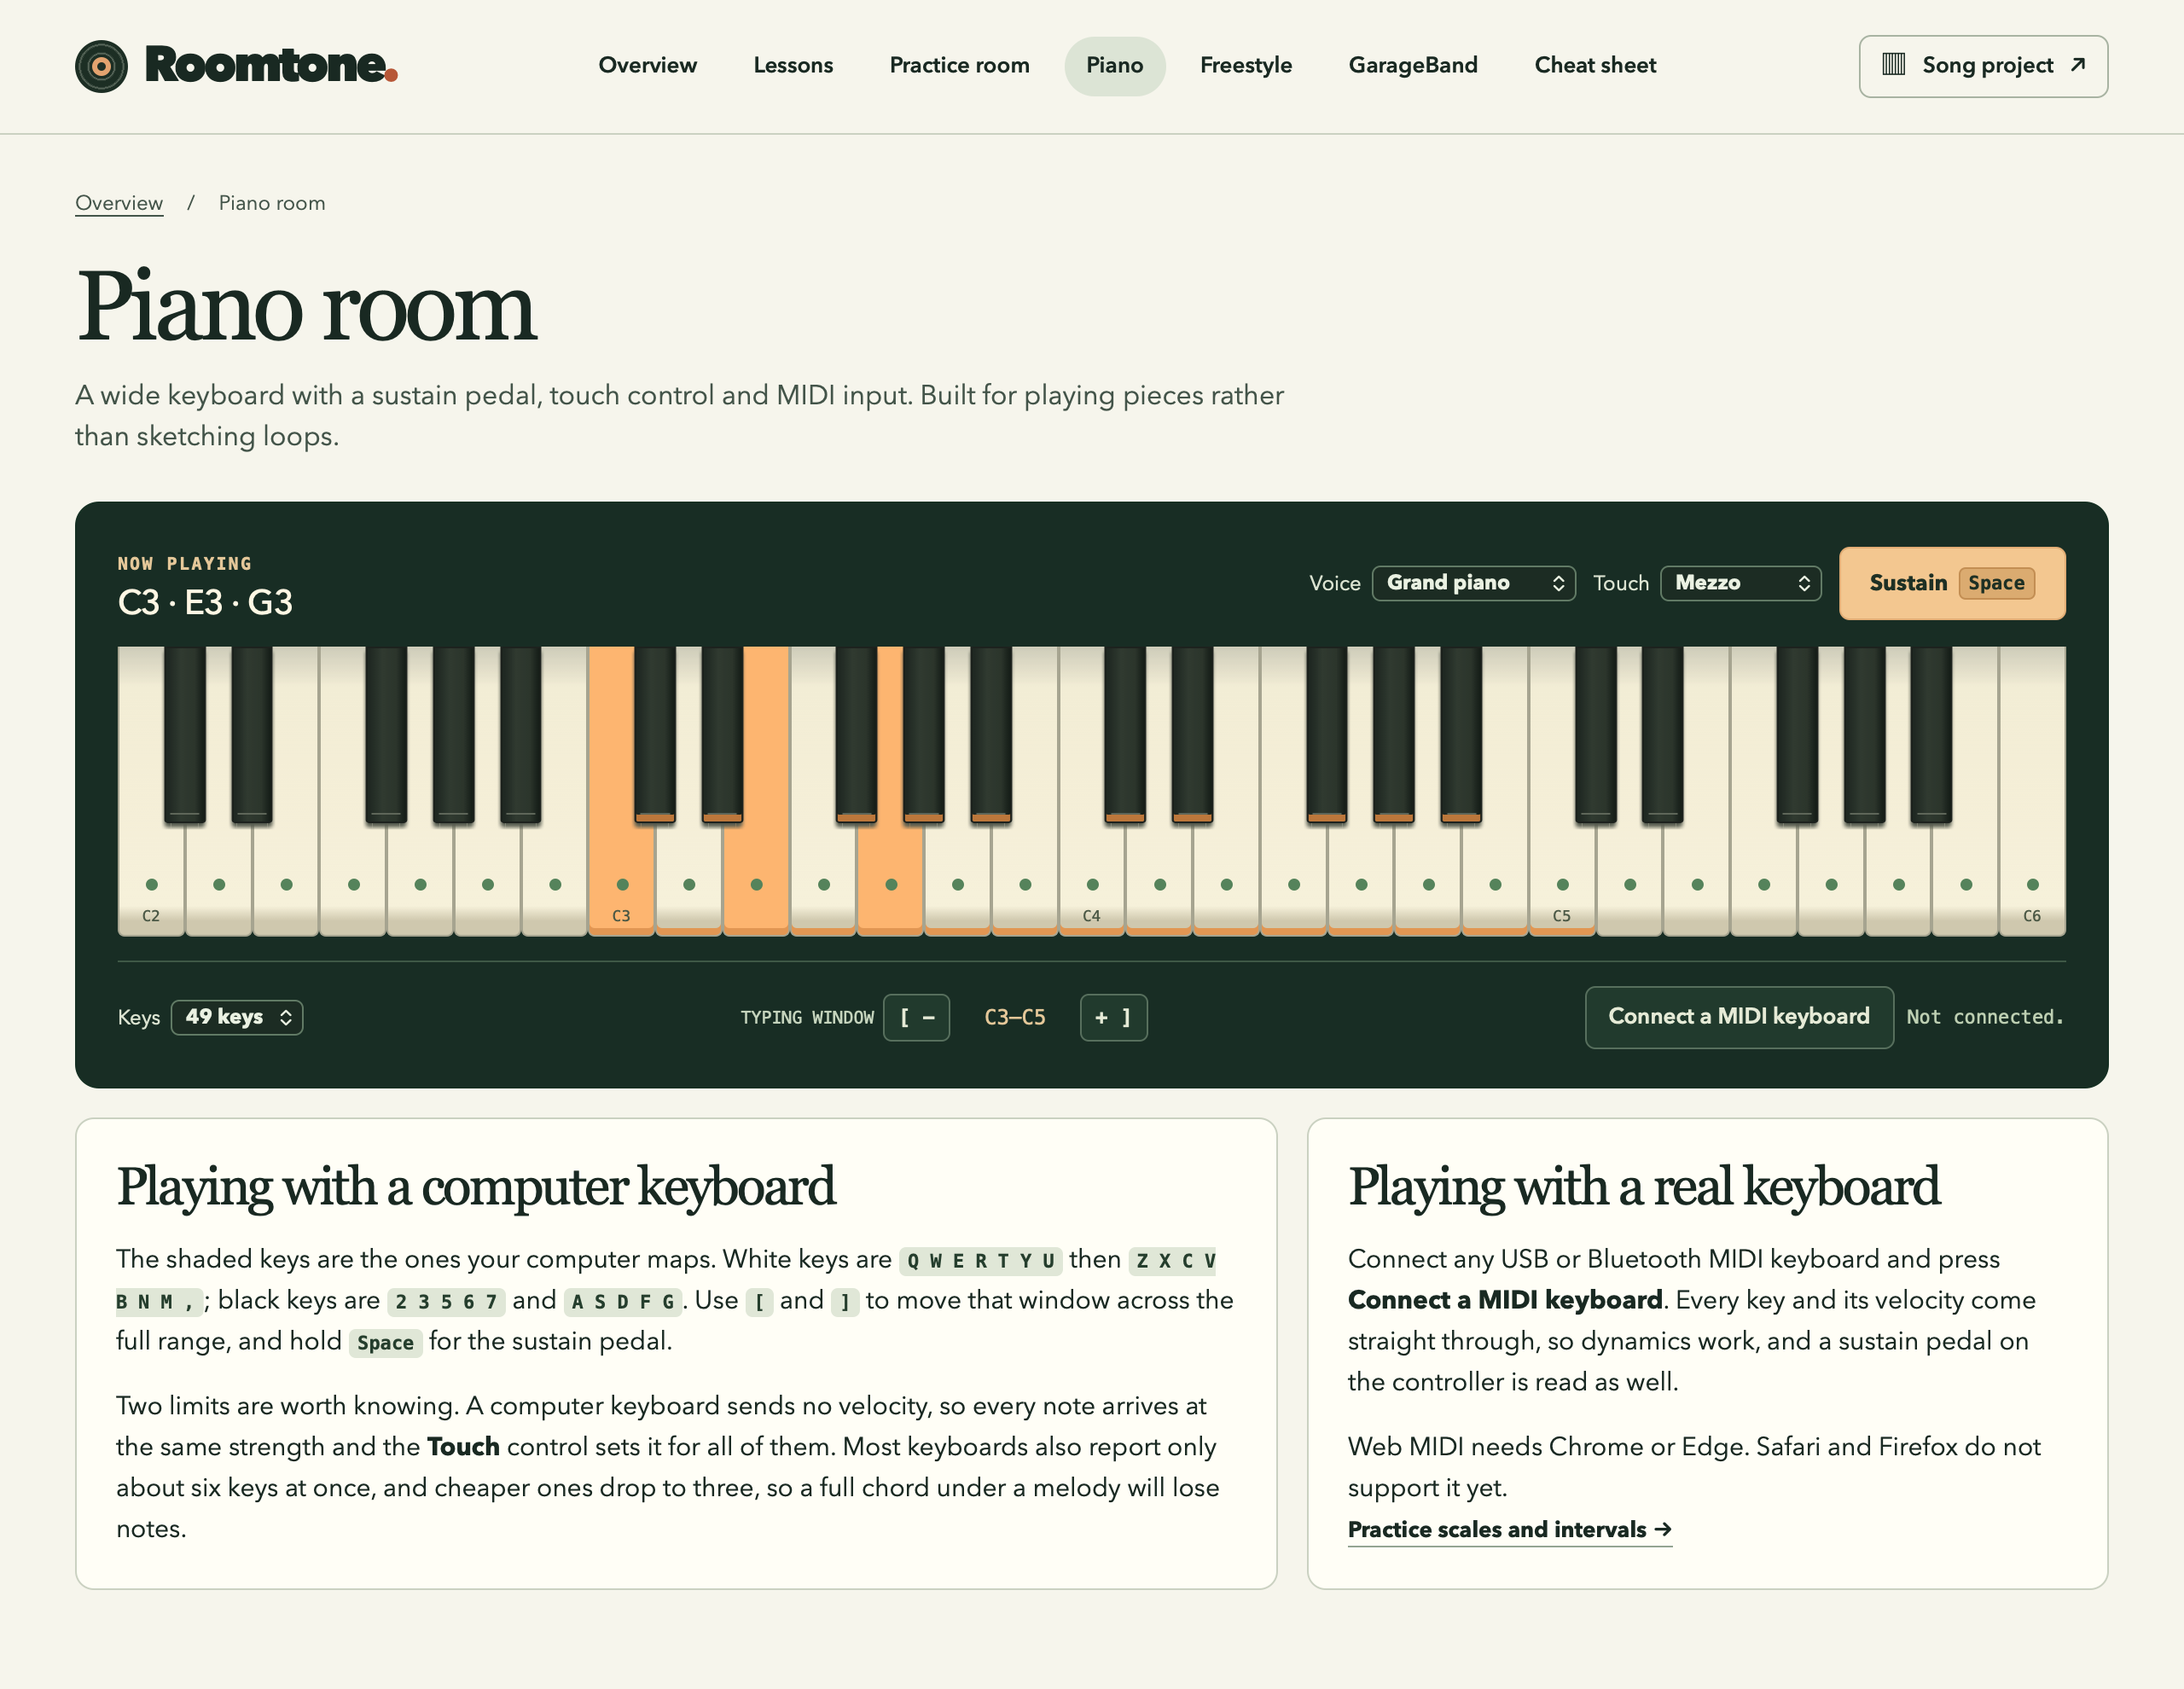 Roomtone.
Overview
Lessons
Practice room
Piano
Freestyle
GarageBand
Cheat sheet
Song project ↗
Overview / Piano room
Piano room
A wide keyboard with a sustain pedal, touch control and MIDI input. Built for playing pieces rather
than sketching loops.
NOW PLAYING
C3 · E3 · G3
Voice Grand piano
Touch Mezzo
Sustain Space
C2 C3 C4 C5 C6
Keys 49 keys
TYPING WINDOW [ − C3–C5 + ]
Connect a MIDI keyboard Not connected.
Playing with a computer keyboard
The shaded keys are the ones your computer maps. White keys are Q W E R T Y U then Z X C V
B N M , ; black keys are 2 3 5 6 7 and A S D F G. Use [ and ] to move that window across the
full range, and hold Space for the sustain pedal.
Two limits are worth knowing. A computer keyboard sends no velocity, so every note arrives at
the same strength and the Touch control sets it for all of them. Most keyboards also report only
about six keys at once, and cheaper ones drop to three, so a full chord under a melody will lose
notes.
Playing with a real keyboard
Connect any USB or Bluetooth MIDI keyboard and press
Connect a MIDI keyboard. Every key and its velocity come
straight through, so dynamics work, and a sustain pedal on
the controller is read as well.
Web MIDI needs Chrome or Edge. Safari and Firefox do not
support it yet.
Practice scales and intervals →